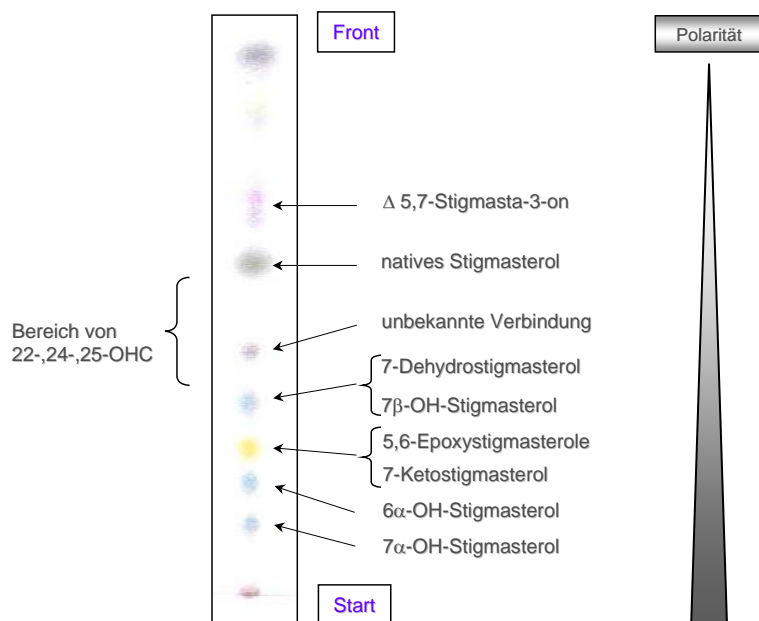 Front
Polarität
Δ 5,7-Stigmasta-3-on
natives Stigmasterol
unbekannte Verbindung
Bereich von
22-,24-,25-OHC
7-Dehydrostigmasterol
7β-OH-Stigmasterol
5,6-Epoxystigmasterole
7-Ketostigmasterol
6α-OH-Stigmasterol
7α-OH-Stigmasterol
Start